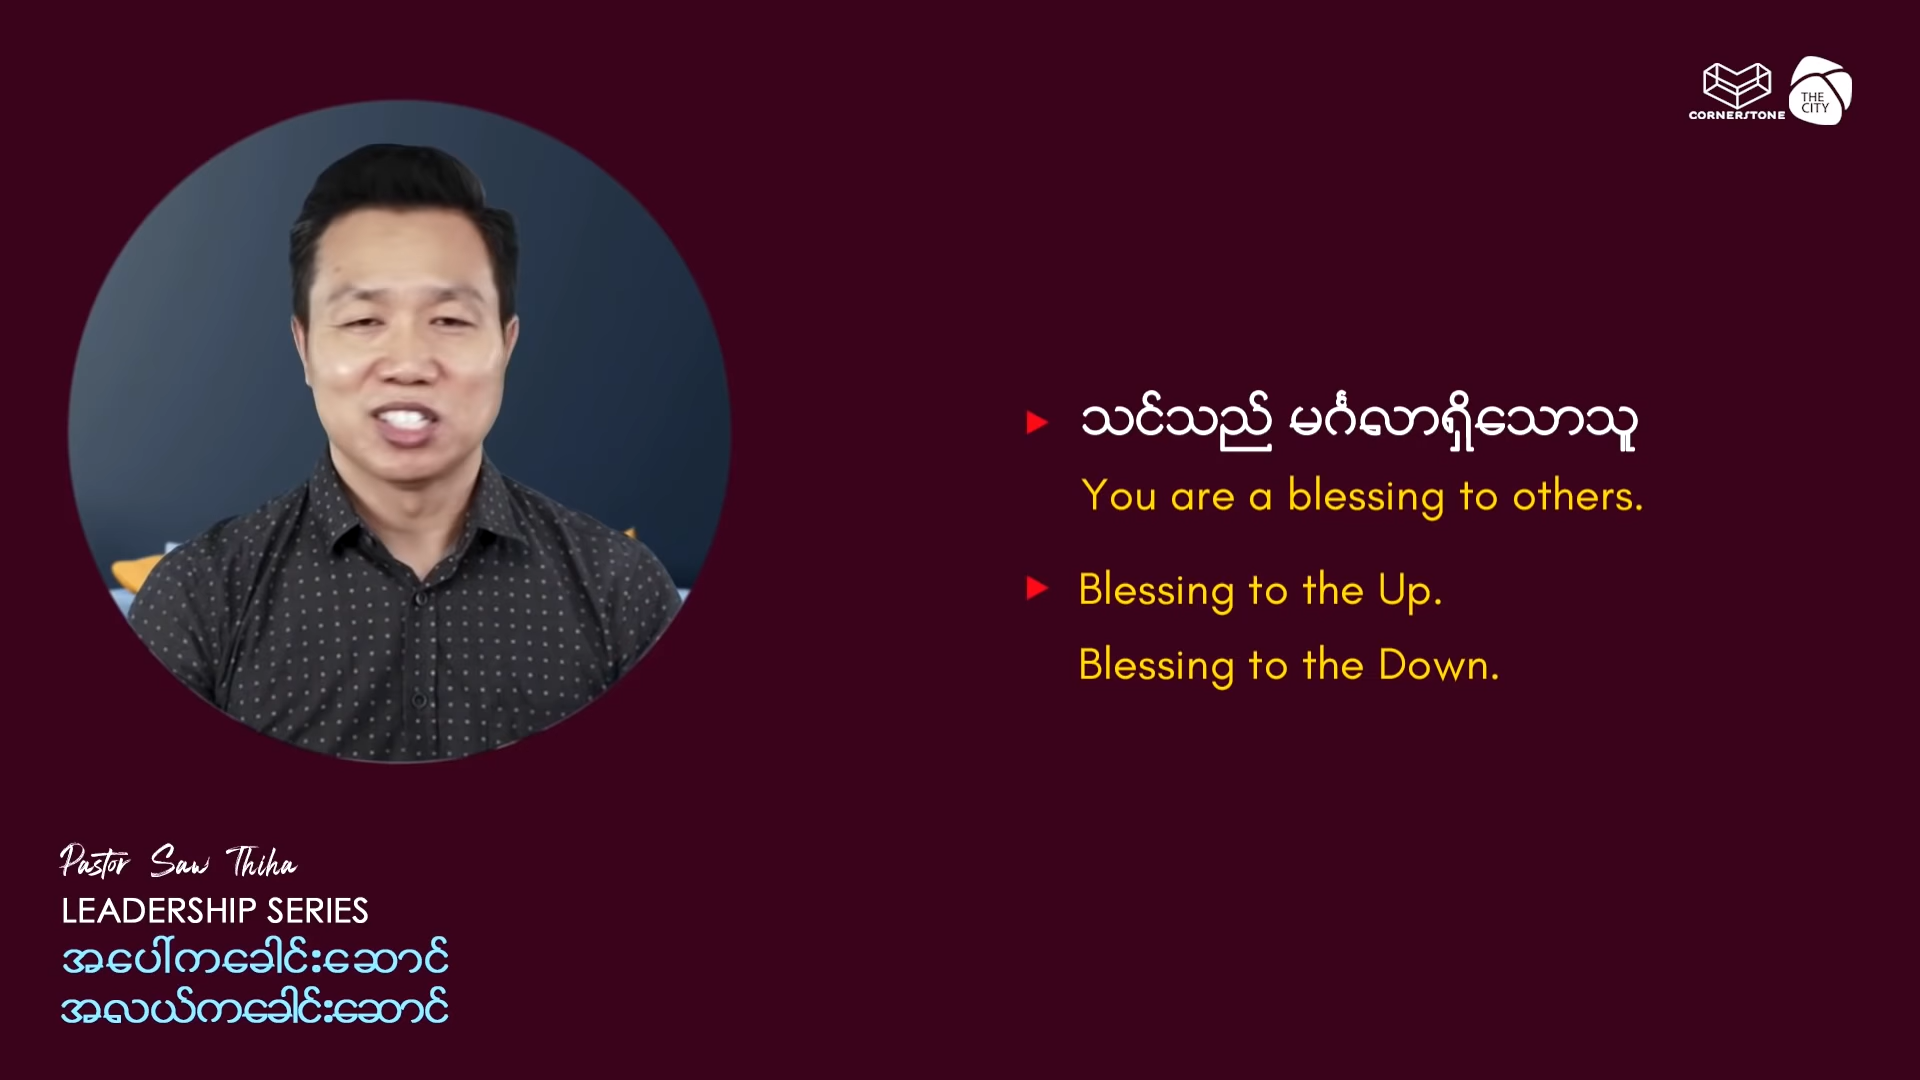 CORNERSTONE
THE
CITY
သင်သည် မင်္ဂလာရှိသောသူ
You are a blessing to others.
Blessing to the Up.
Blessing to the Down.
Pastor Saw Thiha
LEADERSHIP SERIES
အပေါ်ကခေါင်းဆောင်
အလယ်ကခေါင်းဆောင်